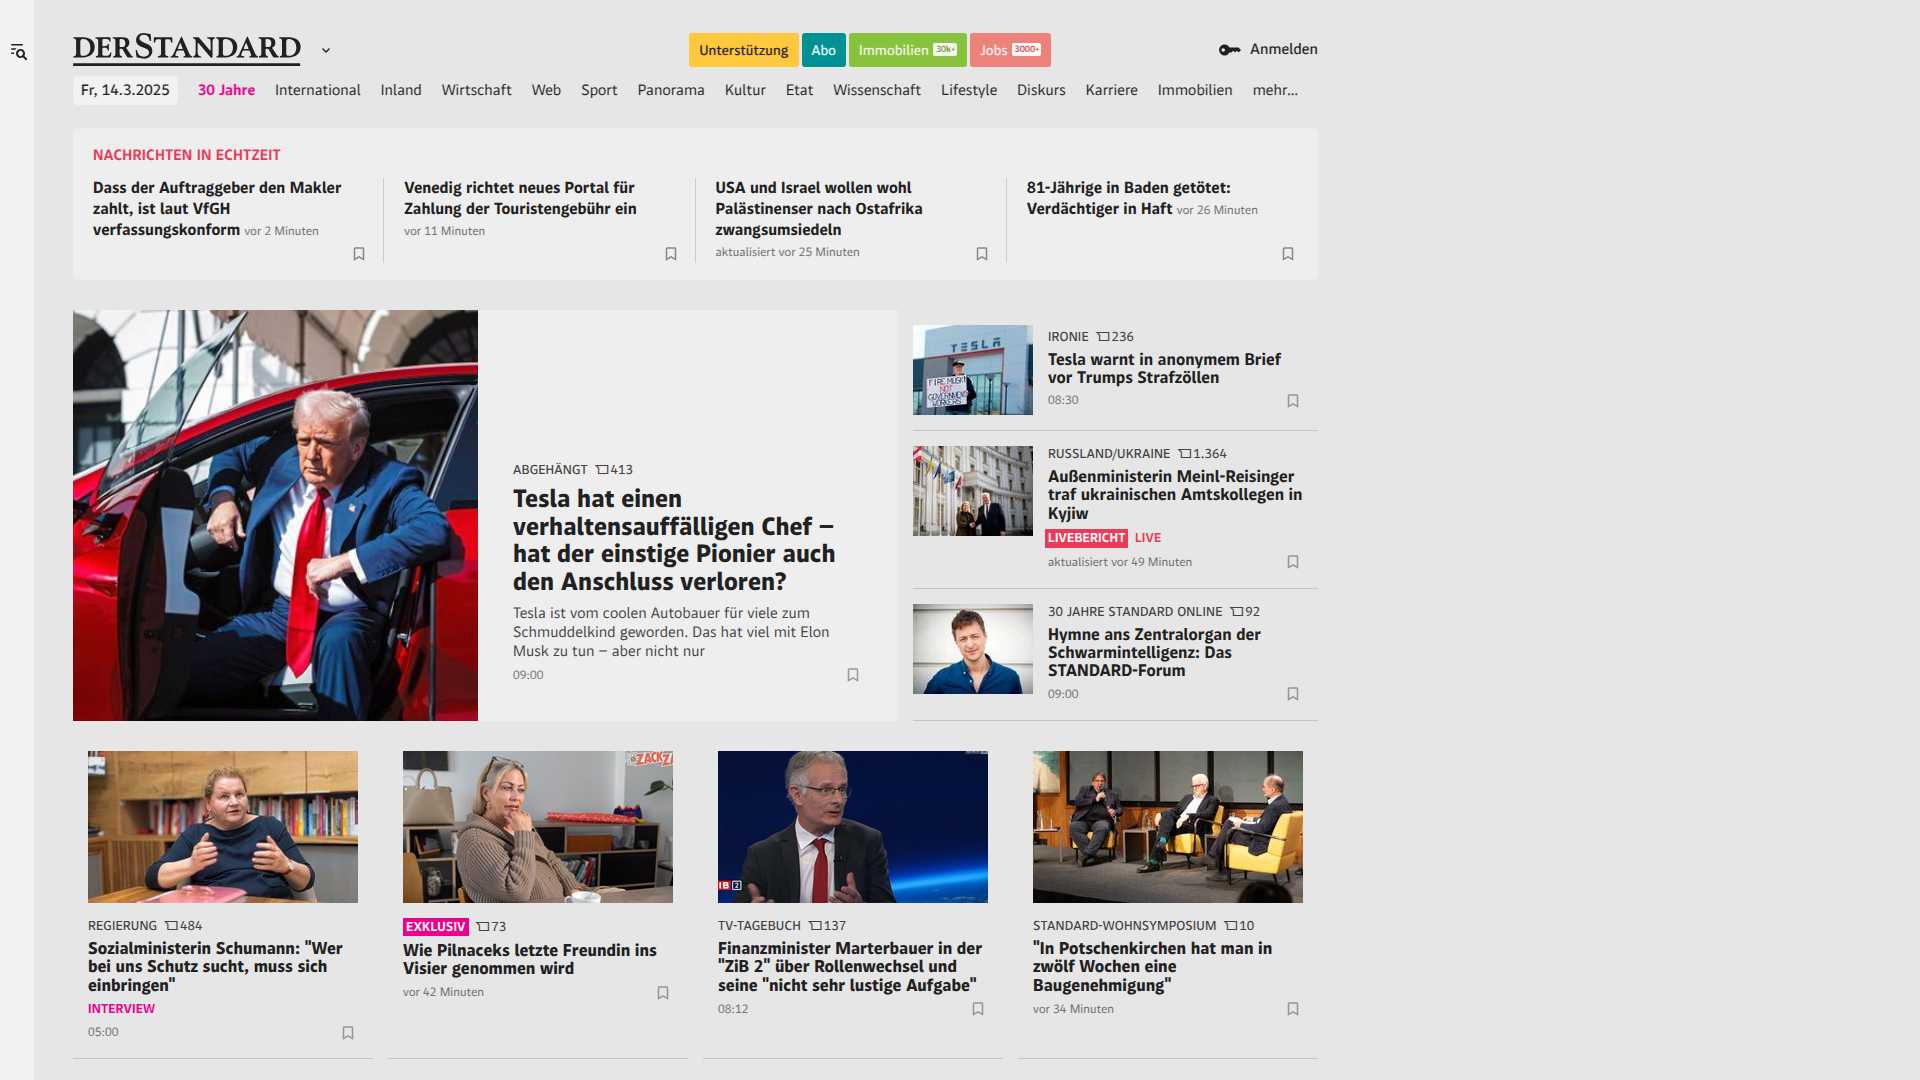 DERSTANDARD
Unterstützung
Abo
Immobilien 30k+
Jobs 3000+
Anmelden
Fr, 14.3.2025
30 Jahre
International
Inland
Wirtschaft
Web
Sport
Panorama
Kultur
Etat
Wissenschaft
Lifestyle
Diskurs
Karriere
Immobilien
mehr...
NACHRICHTEN IN ECHTZEIT
Dass der Auftraggeber den Makler
zahlt, ist laut VfGH
verfassungskonform vor 2 Minuten
Venedig richtet neues Portal für
Zahlung der Touristengebühr ein
vor 11 Minuten
USA und Israel wollen wohl
Palästinenser nach Ostafrika
zwangsumsiedeln
aktualisiert vor 25 Minuten
81-Jährige in Baden getötet:
Verdächtiger in Haft vor 26 Minuten
ABGEHÄNGT 413
Tesla hat einen
verhaltensauffälligen Chef –
hat der einstige Pionier auch
den Anschluss verloren?
Tesla ist vom coolen Autobauer für viele zum
Schmuddelkind geworden. Das hat viel mit Elon
Musk zu tun – aber nicht nur
09:00
TESLA
FIRE MUSK!
NOT
GOVERNMENT
WORKERS
IRONIE 236
Tesla warnt in anonymem Brief
vor Trumps Strafzöllen
08:30
RUSSLAND/UKRAINE 1.364
Außenministerin Meinl-Reisinger
traf ukrainischen Amtskollegen in
Kyjiw
LIVEBERICHT LIVE
aktualisiert vor 49 Minuten
30 JAHRE STANDARD ONLINE 92
Hymne ans Zentralorgan der
Schwarmintelligenz: Das
STANDARD-Forum
09:00
REGIERUNG 484
Sozialministerin Schumann: "Wer
bei uns Schutz sucht, muss sich
einbringen"
INTERVIEW
05:00
ZACKZ
EXKLUSIV 73
Wie Pilnaceks letzte Freundin ins
Visier genommen wird
vor 42 Minuten
IB 2
TV-TAGEBUCH 137
Finanzminister Marterbauer in der
"ZiB 2" über Rollenwechsel und
seine "nicht sehr lustige Aufgabe"
08:12
STANDARD-WOHNSYMPOSIUM 10
"In Potschenkirchen hat man in
zwölf Wochen eine
Baugenehmigung"
vor 34 Minuten